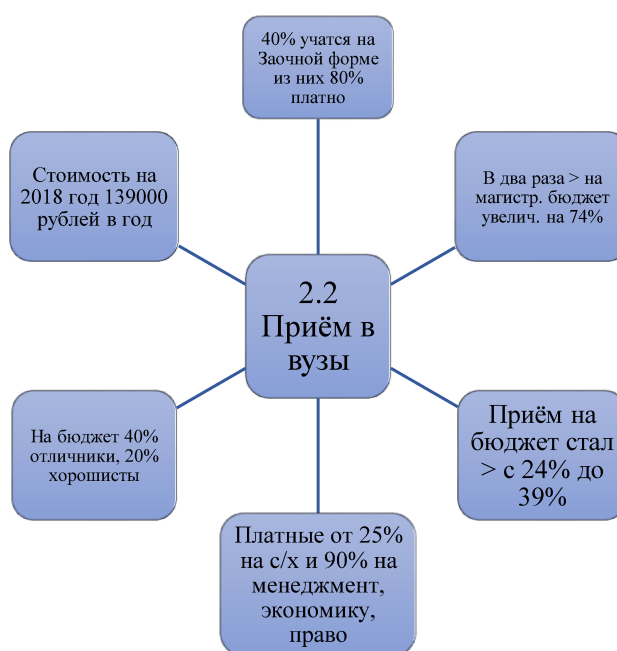 40% учатся на
Заочной форме
из них 80%
платно
Стоимость на
2018 год 139000
рублей в год
В два раза > на
магистр. бюджет
увелич. на 74%
2.2
Приём в
вузы
На бюджет 40%
отличники, 20%
хорошисты
Приём на
бюджет стал
> с 24% до
39%
Платные от 25%
на с/х и 90% на
менеджмент,
экономику,
право